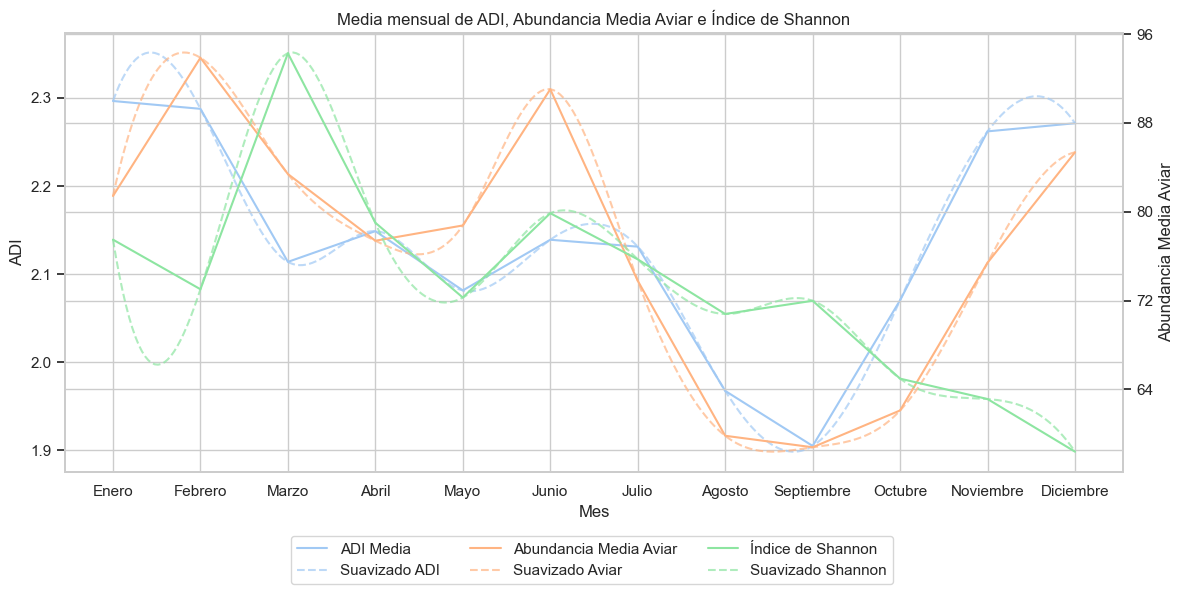 Media mensual de ADI, Abundancia Media Aviar e Índice de Shannon
96
2.3
88
2.2
80
ADI
Abundancia Media Aviar
2.1
72
2.0
64
1.9
Enero Febrero Marzo Abril Mayo Junio Julio Agosto Septiembre Octubre Noviembre Diciembre
Mes
ADI Media Abundancia Media Aviar Índice de Shannon
Suavizado ADI Suavizado Aviar Suavizado Shannon